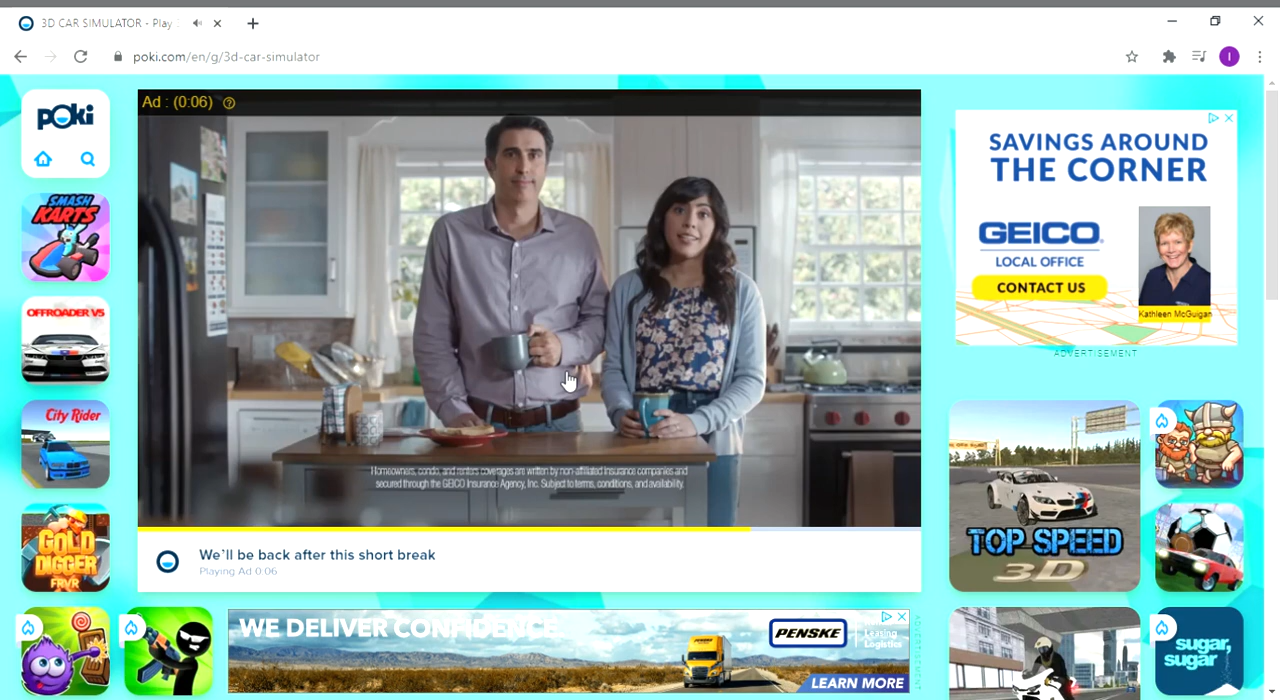 3D CAR SIMULATOR - Play
poki.com/en/g/3d-car-simulator
I
poki
Ad : (0:06)
SMASH
KARTS
OFFROADER V5
City Rider
GOLD
DIGGER
FRVR
Homeowners, condo, and renters coverages are written by non-affiliated insurance companies and
secured through the GEICO Insurance Agency, Inc. Subject to terms, conditions, and availability.
We'll be back after this short break
Playing Ad 0:06
SAVINGS AROUND
THE CORNER
GEICO
LOCAL OFFICE
CONTACT US
Kathleen McGuigan
ADVERTISEMENT
TOP SPEED
3D
WE DELIVER CONFIDENCE
PENSKE
Leasing
Logistics
LEARN MORE
ADVERTISEMENT
sugar,
sugar